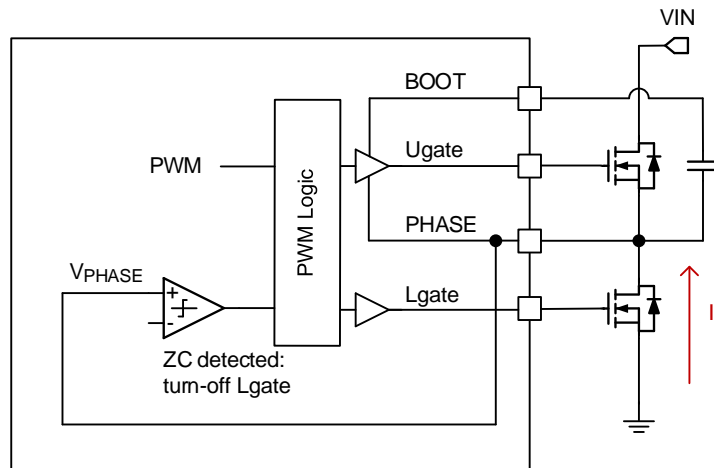 VIN
BOOT
PWM
Ugate
PWM Logic
PHASE
VPHASE
+
-
Lgate
I
ZC detected:
turn-off Lgate